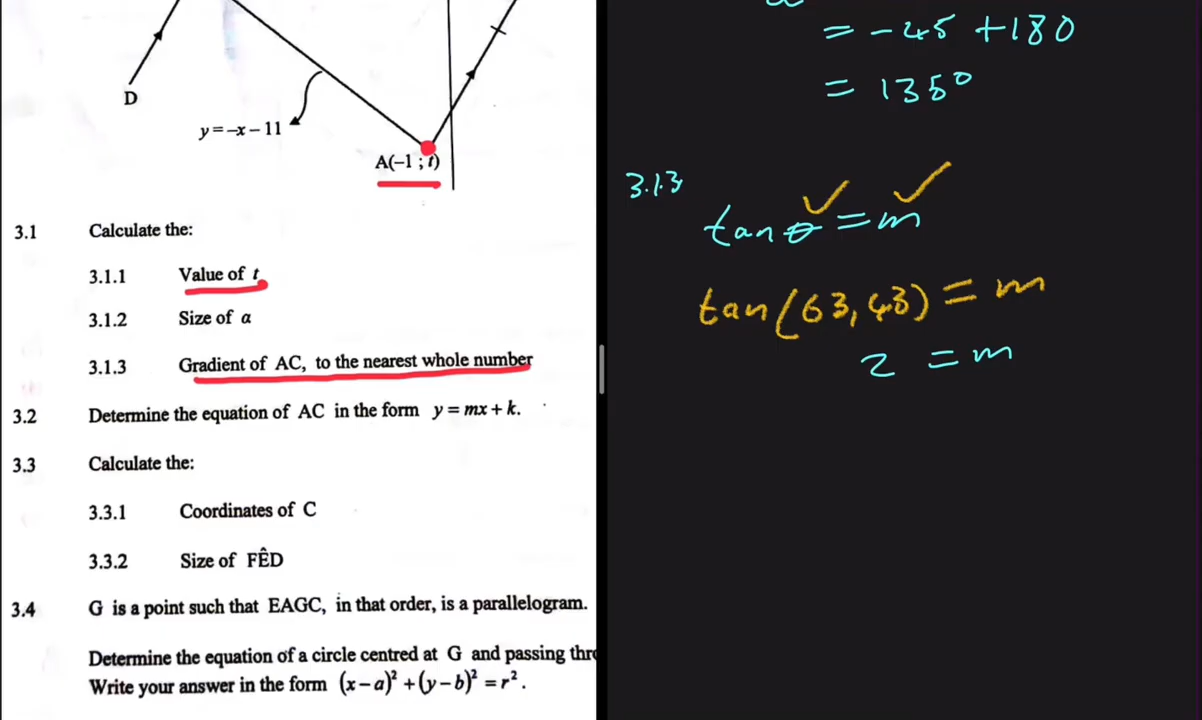 D
y = –x – 11
A(–1 ; t)
3.1 Calculate the:
3.1.1 Value of t
3.1.2 Size of α
3.1.3 Gradient of AC, to the nearest whole number
3.2 Determine the equation of AC in the form y = mx + k.
3.3 Calculate the:
3.3.1 Coordinates of C
3.3.2 Size of FÊD
3.4 G is a point such that EAGC, in that order, is a parallelogram.
Determine the equation of a circle centred at G and passing thro
Write your answer in the form (x – a)² + (y – b)² = r².
= -45 + 180
= 135°
3.1.3
tan θ = m
tan(63,43) = m
2 = m